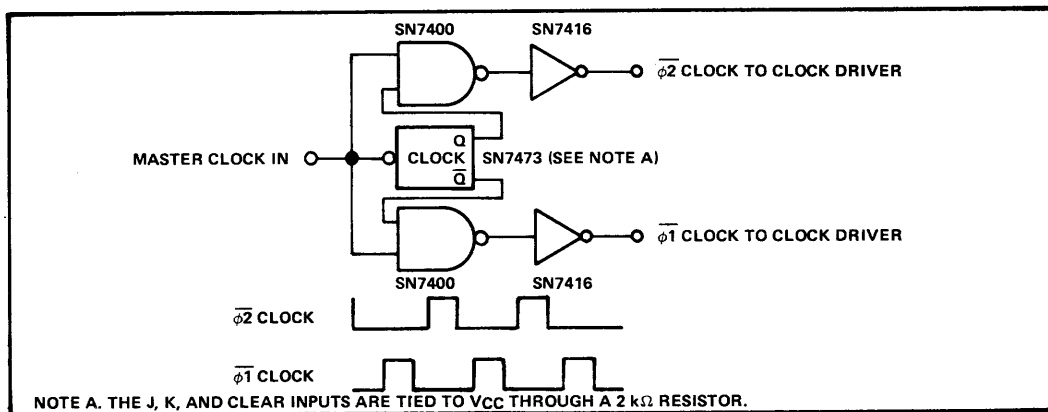 SN7400 SN7416
φ2 CLOCK TO CLOCK DRIVER
Q
MASTER CLOCK IN CLOCK SN7473 (SEE NOTE A)
Q̅
φ1 CLOCK TO CLOCK DRIVER
SN7400 SN7416
φ2 CLOCK
φ1 CLOCK
NOTE A. THE J, K, AND CLEAR INPUTS ARE TIED TO VCC THROUGH A 2 kΩ RESISTOR.